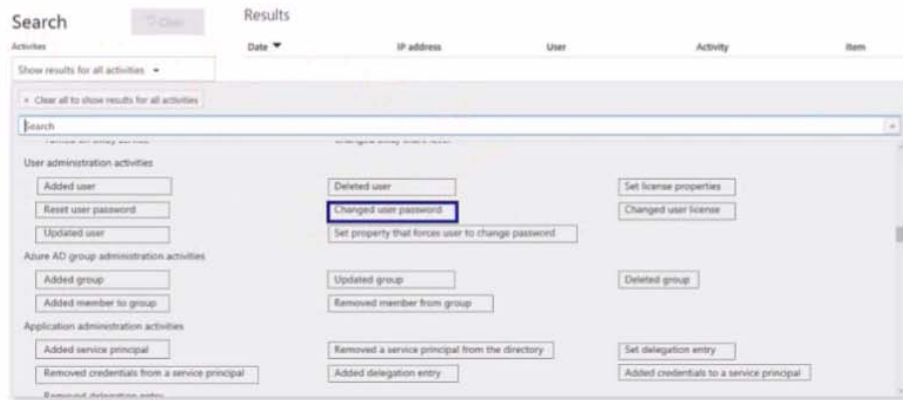 Search
Clear
Results
Activities
Date
IP address
User
Activity
Item
Show results for all activities
× Clear all to show results for all activities
Search
User administration activities
Added user
Deleted user
Set license properties
Reset user password
Changed user password
Changed user license
Updated user
Set property that forces user to change password
Azure AD group administration activities
Added group
Updated group
Deleted group
Added member to group
Removed member from group
Application administration activities
Added service principal
Removed a service principal from the directory
Set delegation entry
Removed credentials from a service principal
Added delegation entry
Added credentials to a service principal
Removed delegation entry